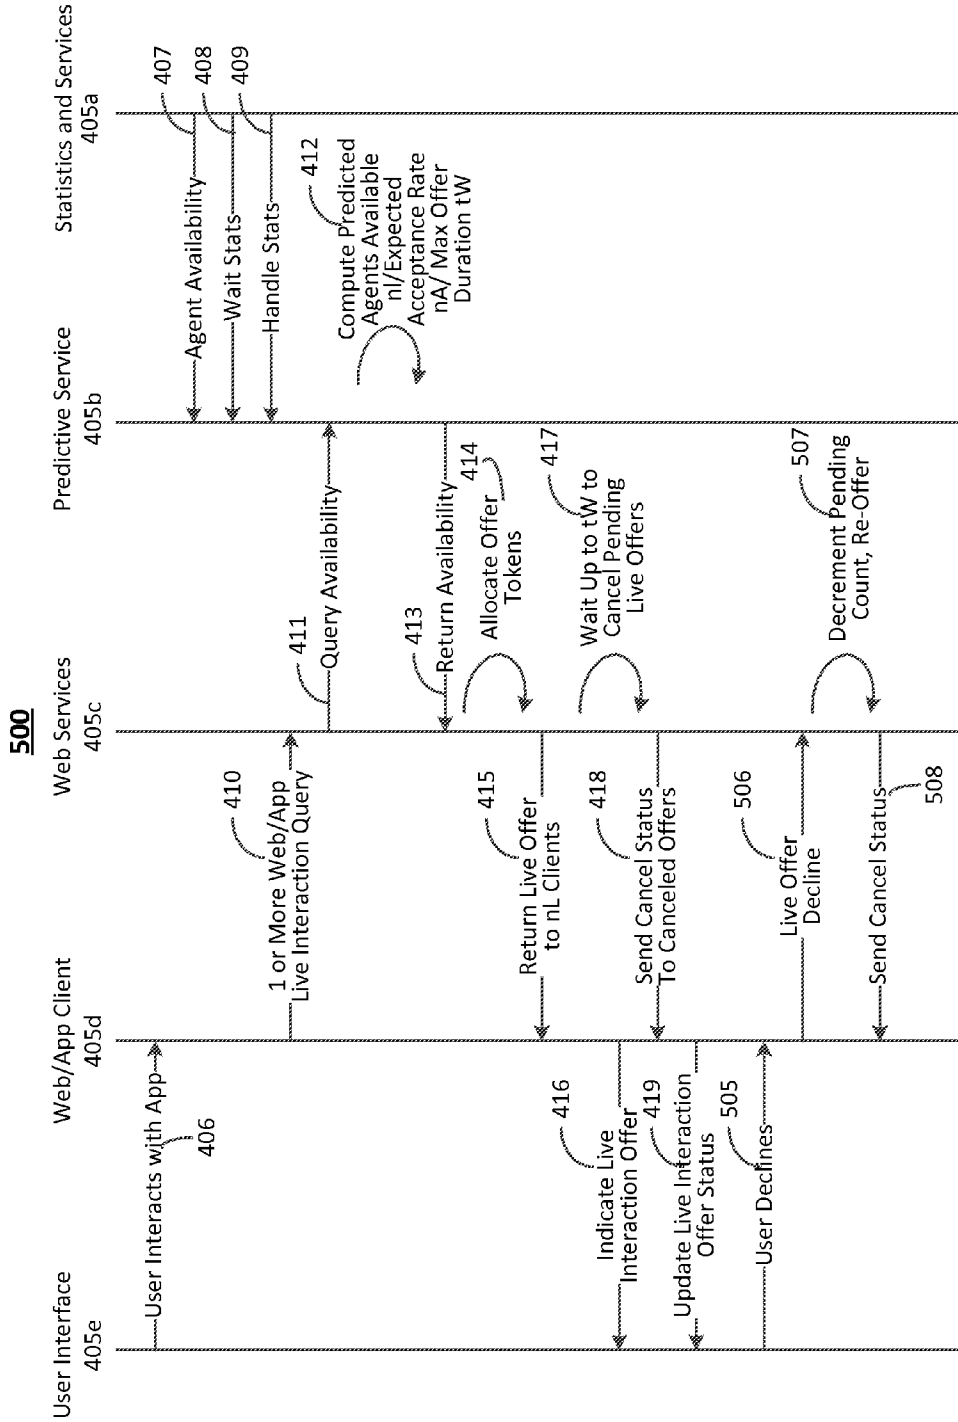 500
User Interface
405e
Web/App Client
405d
Web Services
405c
Predictive Service
405b
Statistics and Services
405a
User Interacts with App
406
Agent Availability
407
Wait Stats
408
Handle Stats
409
1 or More Web/App
Live Interaction Query
410
Query Availability
411
Compute Predicted
Agents Available
nI/Expected
Acceptance Rate
nA/ Max Offer
Duration tW
412
Return Availability
413
Allocate Offer
Tokens
414
Return Live Offer
to nL Clients
415
Indicate Live
Interaction Offer
416
Wait Up to tW to
Cancel Pending
Live Offers
417
Send Cancel Status
To Canceled Offers
418
Update Live Interaction
Offer Status
419
User Declines
505
Live Offer
Decline
506
Decrement Pending
Count, Re-Offer
507
Send Cancel Status
508